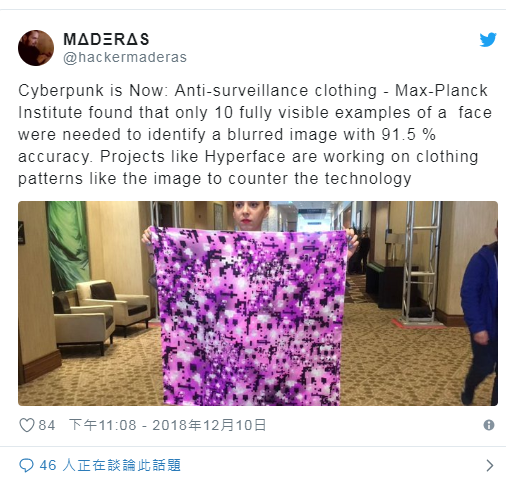 MΔDΞRΔS
@hackermaderas
Cyberpunk is Now: Anti-surveillance clothing - Max-Planck
Institute found that only 10 fully visible examples of a  face
were needed to identify a blurred image with 91.5 %
accuracy. Projects like Hyperface are working on clothing
patterns like the image to counter the technology
84 下午11:08 - 2018年12月10日
46 人正在談論此話題